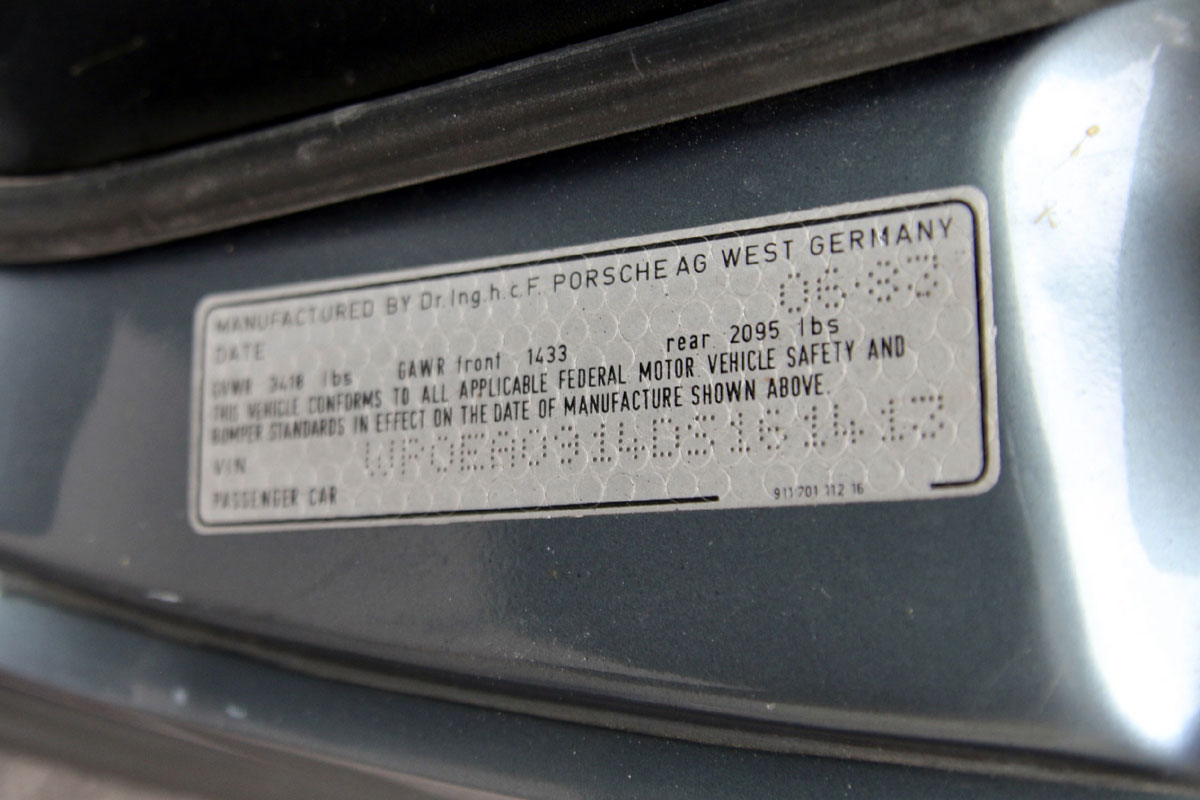 MANUFACTURED BY Dr.Ing.h.c.F. PORSCHE AG WEST GERMANY
DATE 06·83
GVWR 3418 lbs GAWR front 1433 rear 2095 lbs
THIS VEHICLE CONFORMS TO ALL APPLICABLE FEDERAL MOTOR VEHICLE SAFETY AND
BUMPER STANDARDS IN EFFECT ON THE DATE OF MANUFACTURE SHOWN ABOVE.
VIN WP0EA0914DS161413
PASSENGER CAR 911 701 112 16